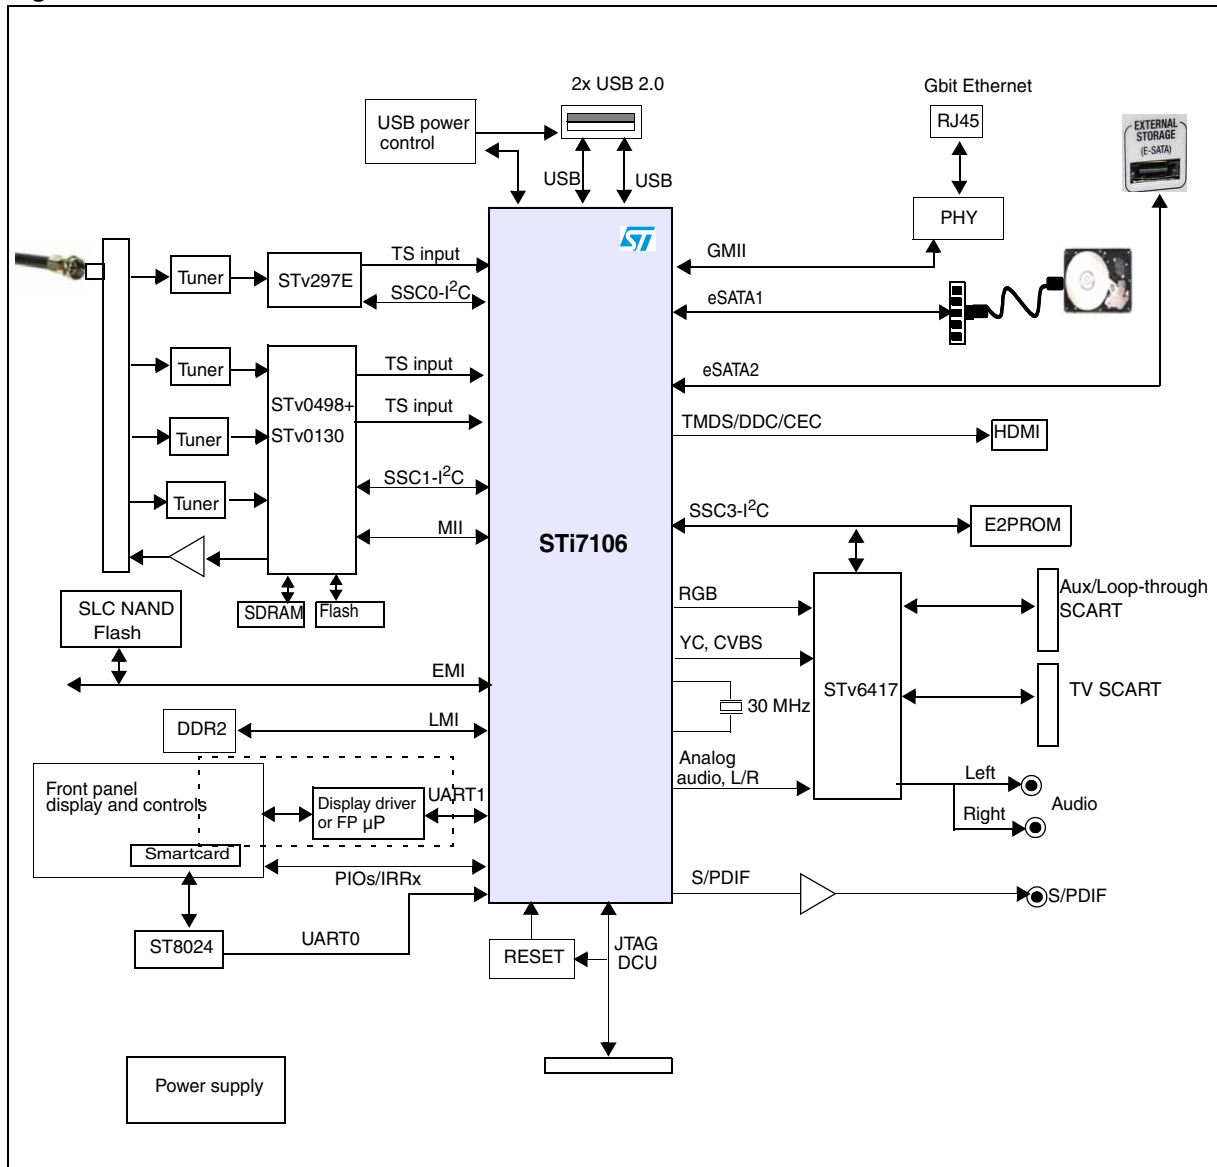 2x USB 2.0
Gbit Ethernet
USB power
control
RJ45
EXTERNAL
STORAGE
(E-SATA)
USB
USB
PHY
ST
TS input
GMII
Tuner
STv297E
SSC0-I²C
eSATA1
Tuner
TS input
eSATA2
STv0498+
STv0130
TS input
TMDS/DDC/CEC
HDMI
Tuner
SSC1-I²C
Tuner
SSC3-I²C
E2PROM
MII
STi7106
SDRAM
Flash
SLC NAND
Flash
RGB
Aux/Loop-through
SCART
YC, CVBS
EMI
STv6417
TV SCART
30 MHz
DDR2
LMI
Analog
audio, L/R
Front panel
display and controls
Display driver
or FP µP
UART1
Left
Right
Audio
Smartcard
PIOs/IRRx
S/PDIF
S/PDIF
ST8024
UART0
RESET
JTAG
DCU
Power supply